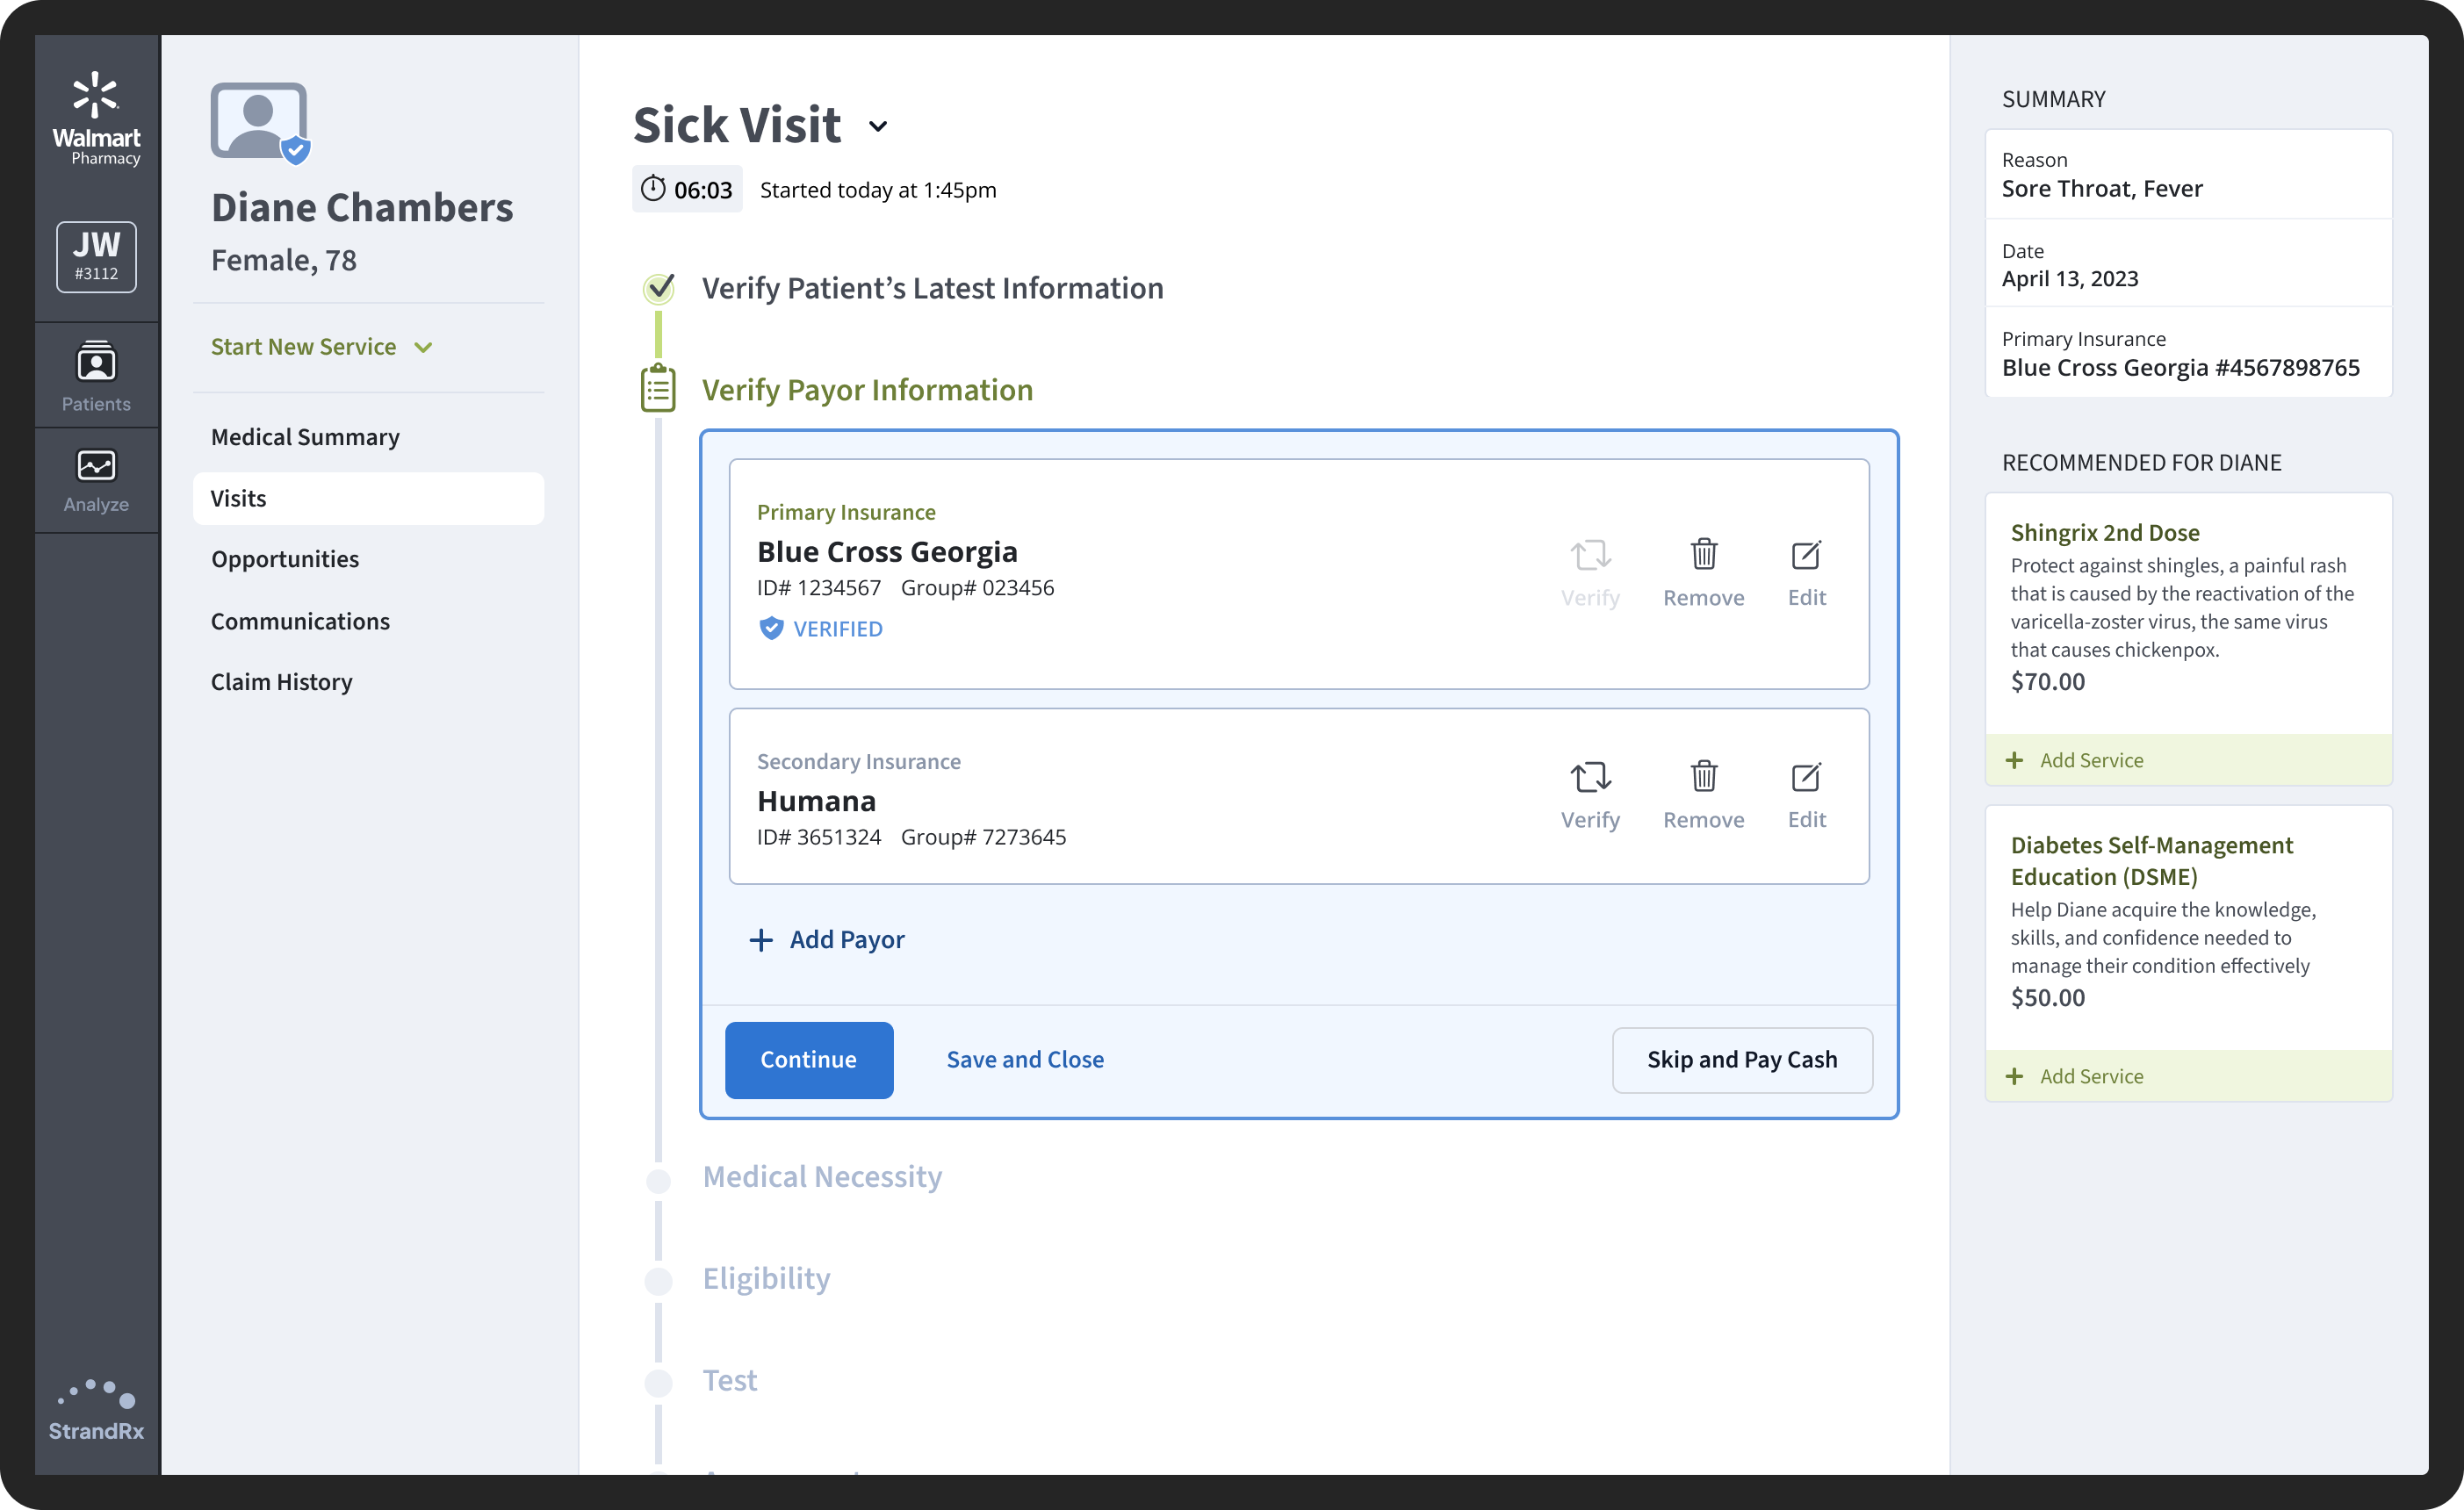 Walmart
Pharmacy
JW
#3112
Patients
Analyze
StrandRx
Diane Chambers
Female, 78
Start New Service
Medical Summary
Visits
Opportunities
Communications
Claim History
Sick Visit
06:03 Started today at 1:45pm
Verify Patient’s Latest Information
Verify Payor Information
Primary Insurance
Blue Cross Georgia
ID# 1234567 Group# 023456
VERIFIED
Verify Remove Edit
Secondary Insurance
Humana
ID# 3651324 Group# 7273645
Verify Remove Edit
Add Payor
Continue
Save and Close
Skip and Pay Cash
Medical Necessity
Eligibility
Test
SUMMARY
Reason
Sore Throat, Fever
Date
April 13, 2023
Primary Insurance
Blue Cross Georgia #4567898765
RECOMMENDED FOR DIANE
Shingrix 2nd Dose
Protect against shingles, a painful rash
that is caused by the reactivation of the
varicella-zoster virus, the same virus
that causes chickenpox.
$70.00
Add Service
Diabetes Self-Management
Education (DSME)
Help Diane acquire the knowledge,
skills, and confidence needed to
manage their condition effectively
$50.00
Add Service